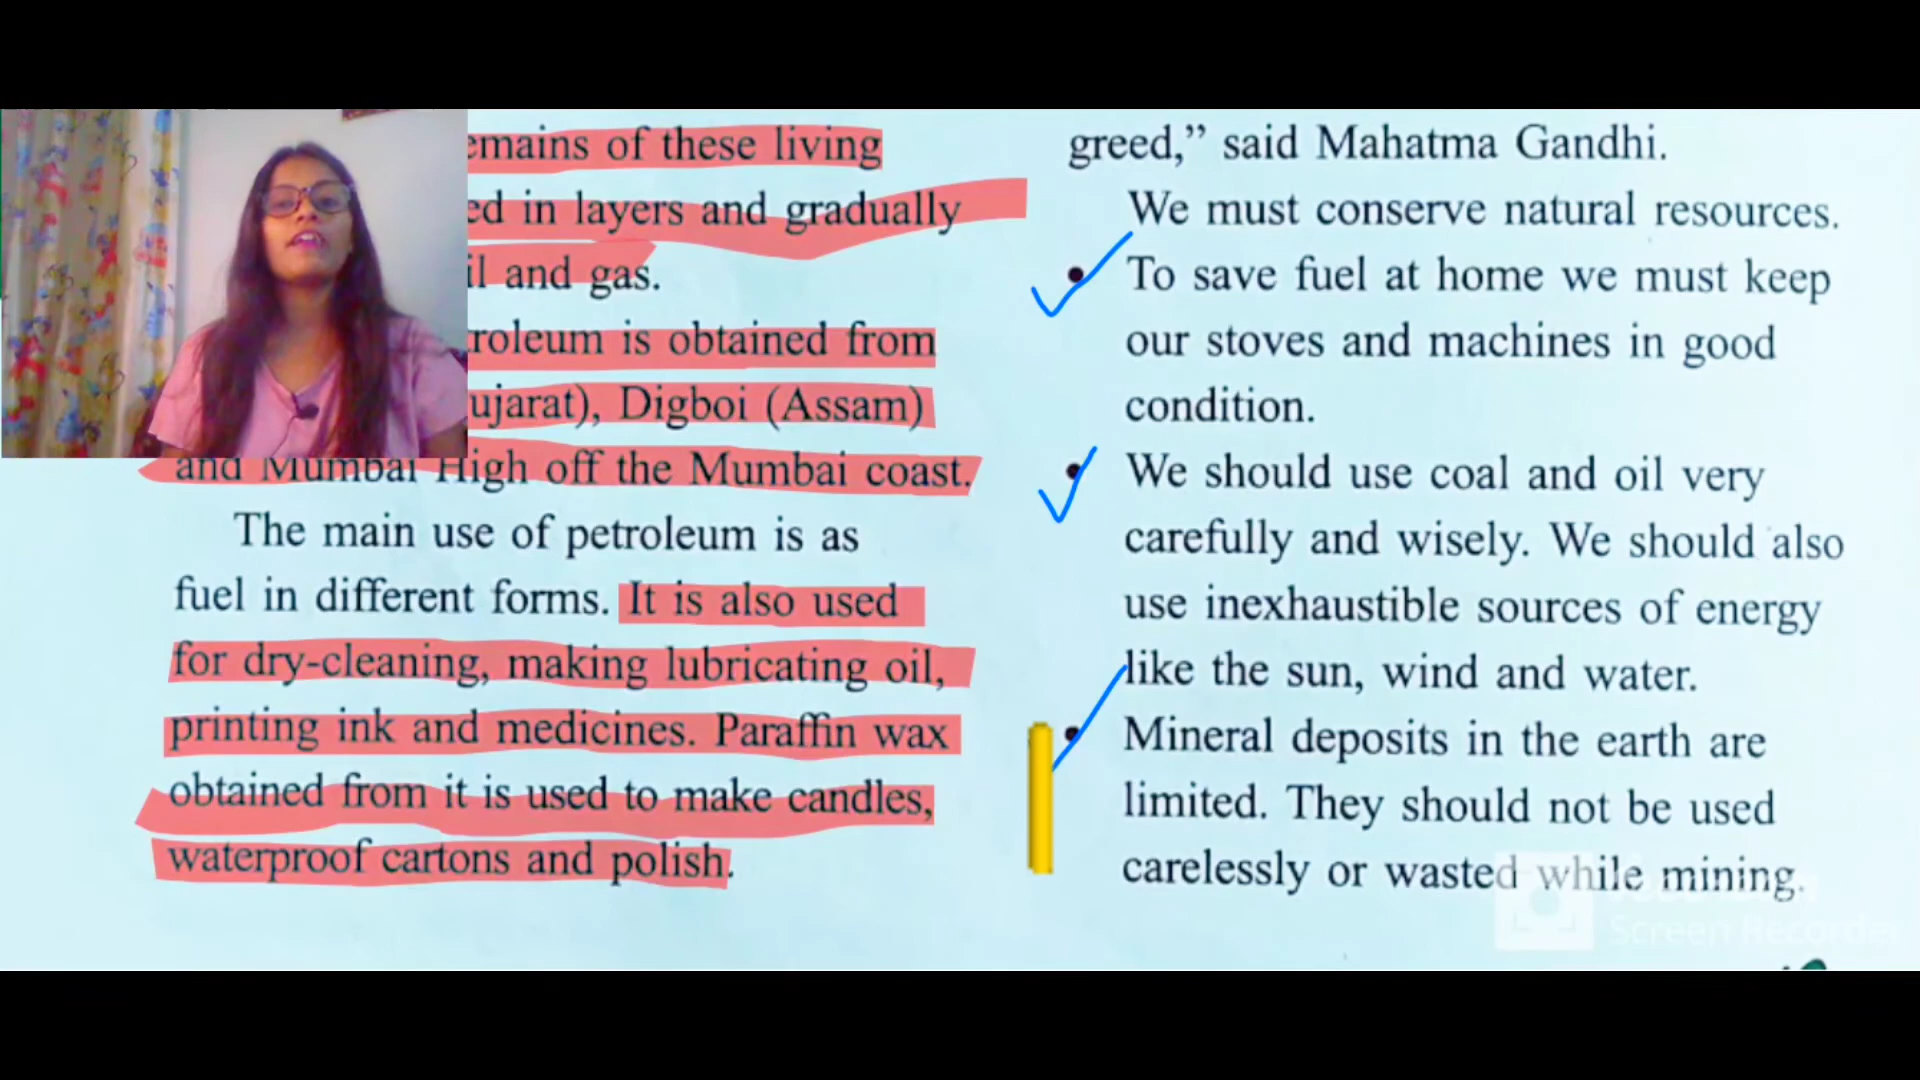 emains of these living
ed in layers and gradually
il and gas.
roleum is obtained from
ujarat), Digboi (Assam)
and Mumbai High off the Mumbai coast.
The main use of petroleum is as
fuel in different forms. It is also used
for dry-cleaning, making lubricating oil,
printing ink and medicines. Paraffin wax
obtained from it is used to make candles,
waterproof cartons and polish.
greed,” said Mahatma Gandhi.
We must conserve natural resources.
• To save fuel at home we must keep
our stoves and machines in good
condition.
• We should use coal and oil very
carefully and wisely. We should also
use inexhaustible sources of energy
like the sun, wind and water.
• Mineral deposits in the earth are
limited. They should not be used
carelessly or wasted while mining.
Screen Recorder